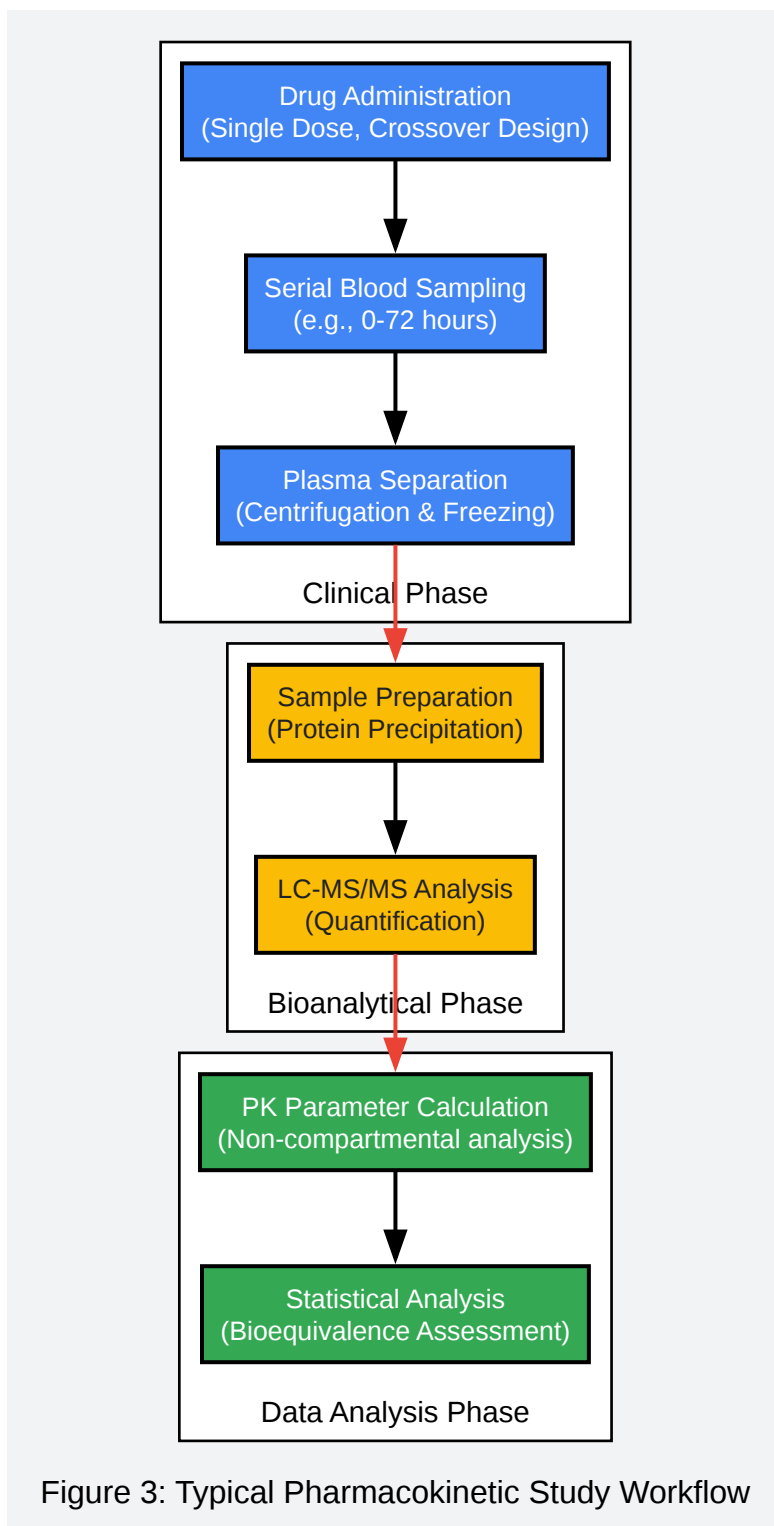 Drug Administration
(Single Dose, Crossover Design)
Serial Blood Sampling
(e.g., 0-72 hours)
Plasma Separation
(Centrifugation & Freezing)
Clinical Phase
Sample Preparation
(Protein Precipitation)
LC-MS/MS Analysis
(Quantification)
Bioanalytical Phase
PK Parameter Calculation
(Non-compartmental analysis)
Statistical Analysis
(Bioequivalence Assessment)
Data Analysis Phase
Figure 3: Typical Pharmacokinetic Study Workflow